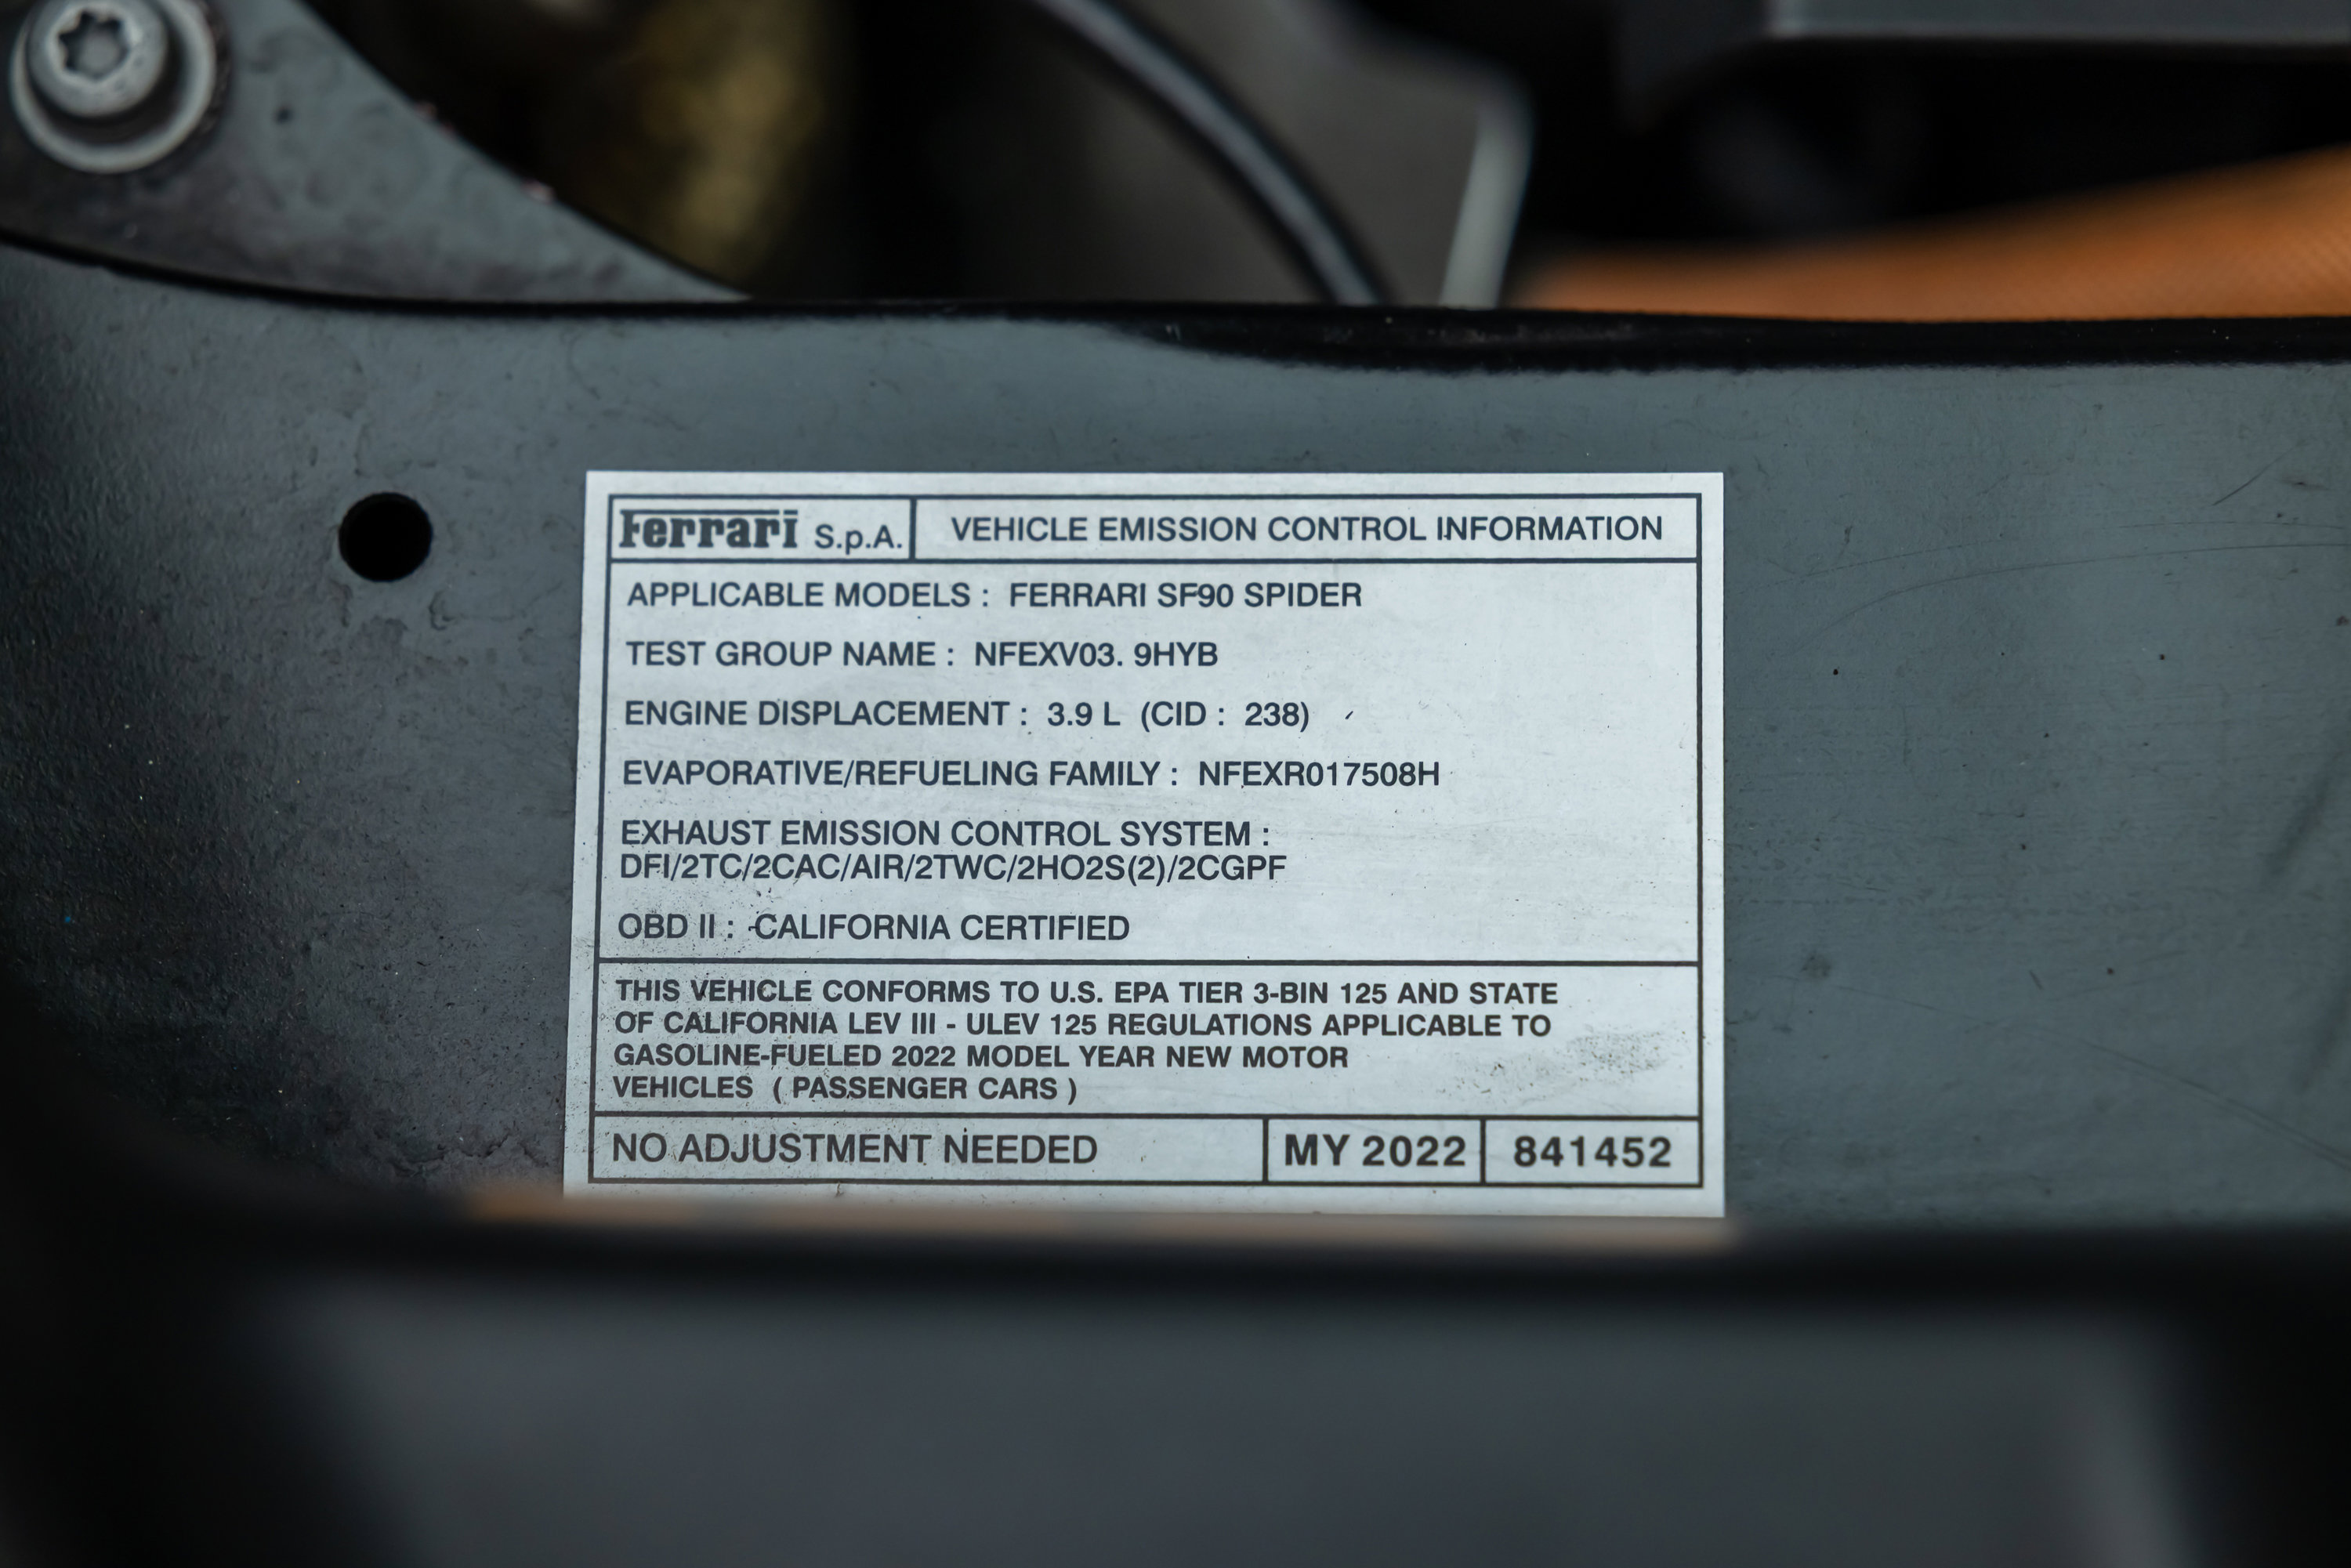 Ferrari S.p.A. VEHICLE EMISSION CONTROL INFORMATION
APPLICABLE MODELS : FERRARI SF90 SPIDER
TEST GROUP NAME : NFEXV03. 9HYB
ENGINE DISPLACEMENT : 3.9 L (CID : 238)
EVAPORATIVE/REFUELING FAMILY : NFEXR017508H
EXHAUST EMISSION CONTROL SYSTEM :
DFI/2TC/2CAC/AIR/2TWC/2HO2S(2)/2CGPF
OBD II : CALIFORNIA CERTIFIED
THIS VEHICLE CONFORMS TO U.S. EPA TIER 3-BIN 125 AND STATE
OF CALIFORNIA LEV III - ULEV 125 REGULATIONS APPLICABLE TO
GASOLINE-FUELED 2022 MODEL YEAR NEW MOTOR
VEHICLES ( PASSENGER CARS )
NO ADJUSTMENT NEEDED MY 2022 841452